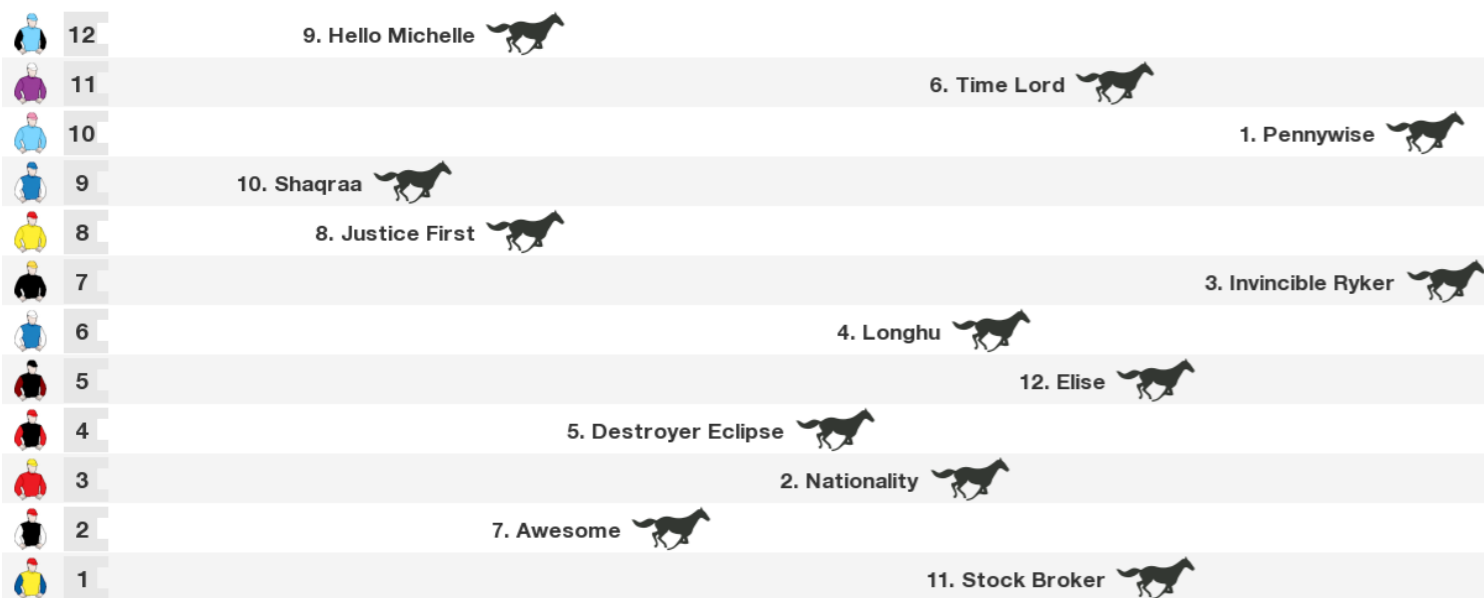 12 9. Hello Michelle
11 6. Time Lord
10 1. Pennywise
9 10. Shaqraa
8 8. Justice First
7 3. Invincible Ryker
6 4. Longhu
5 12. Elise
4 5. Destroyer Eclipse
3 2. Nationality
2 7. Awesome
1 11. Stock Broker